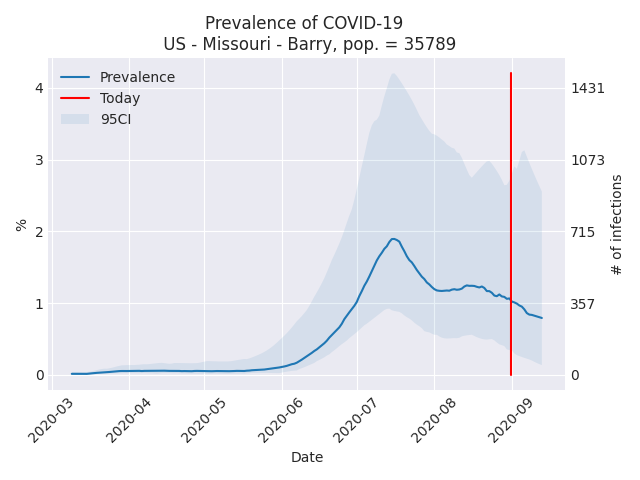 Prevalence of COVID-19
US - Missouri - Barry, pop. = 35789
Prevalence
Today
95CI
4
3
2
1
0
%
1431
1073
715
357
0
# of infections
2020-03
2020-04
2020-05
2020-06
2020-07
2020-08
2020-09
Date